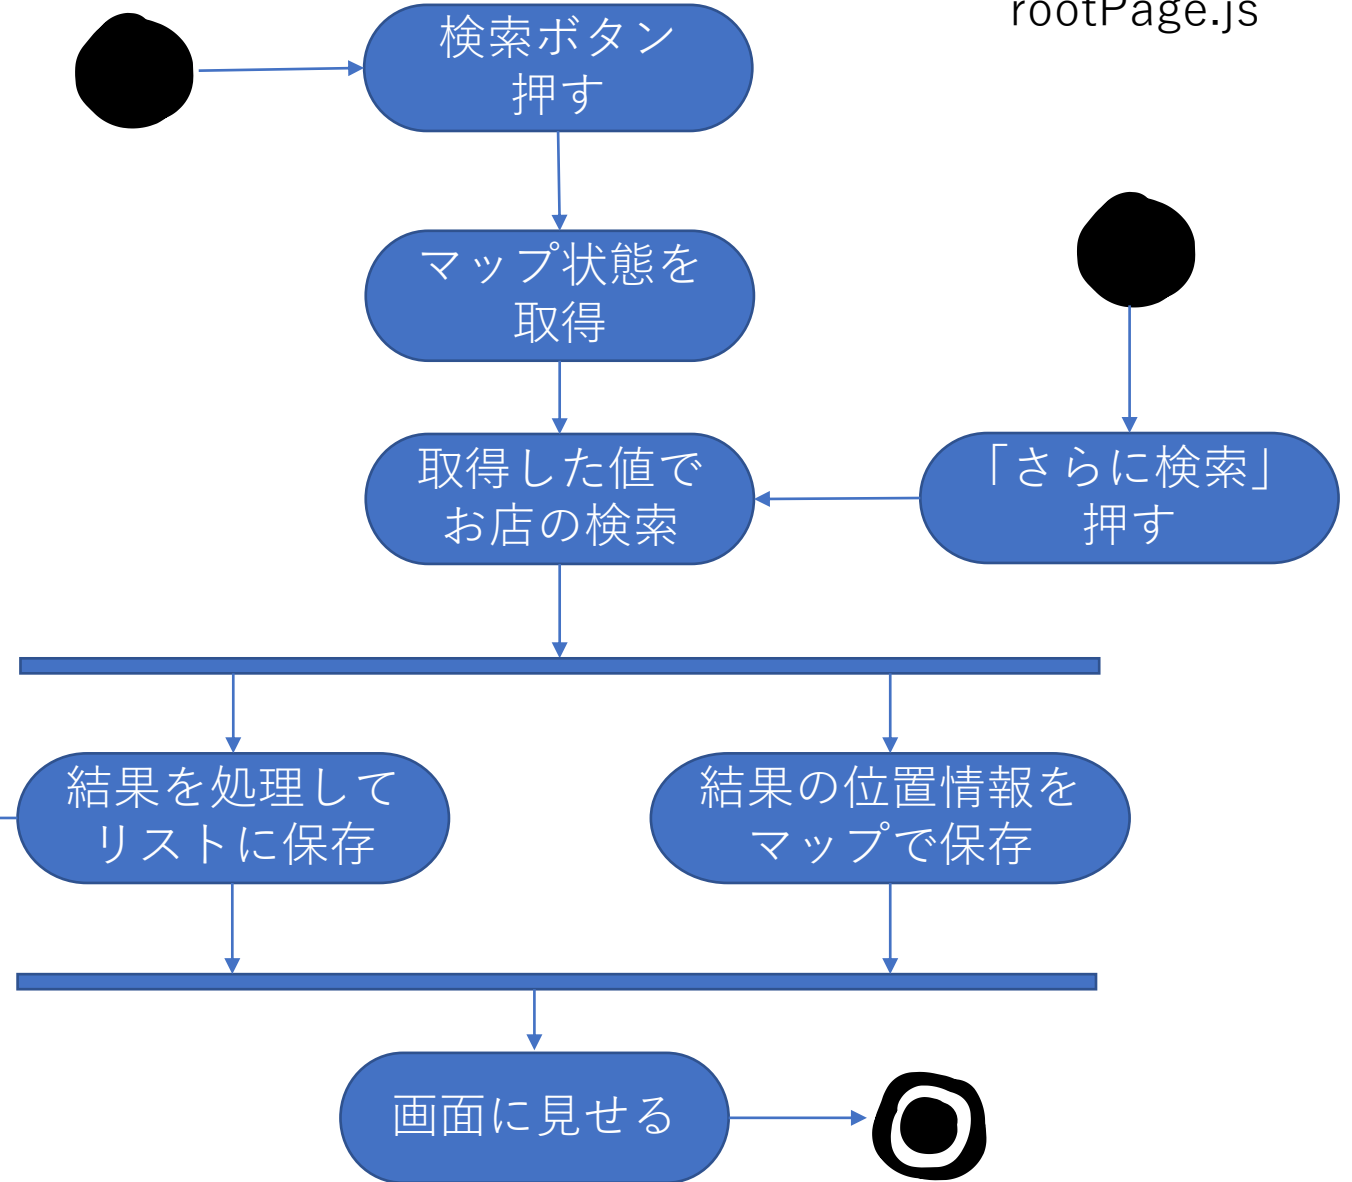 rootPage.js
検索ボタン
押す
マップ状態を
取得
取得した値で
お店の検索
「さらに検索」
押す
結果を処理して
リストに保存
結果の位置情報を
マップで保存
画面に見せる